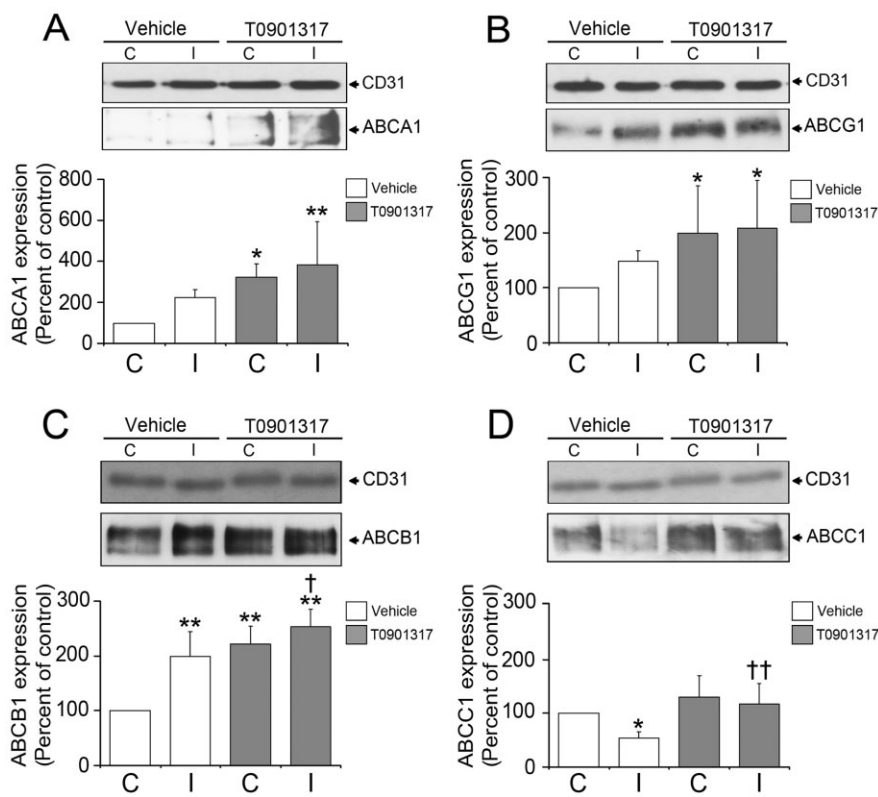 A
Vehicle T0901317
C I C I
CD31
ABCA1
ABCA1 expression
(Percent of control)
800
600
400
200
0
* **
C I C I
Vehicle
T0901317
B
Vehicle T0901317
C I C I
CD31
ABCG1
ABCG1 expression
(Percent of control)
300
200
150
100
50
0
* *
C I C I
Vehicle
T0901317
C
Vehicle T0901317
C I C I
CD31
ABCB1
ABCB1 expression
(Percent of control)
300
200
100
0
†
** ** **
C I C I
Vehicle
T0901317
D
Vehicle T0901317
C I C I
CD31
ABCC1
ABCC1 expression
(Percent of control)
300
200
100
0
* ††
C I C I
Vehicle
T0901317